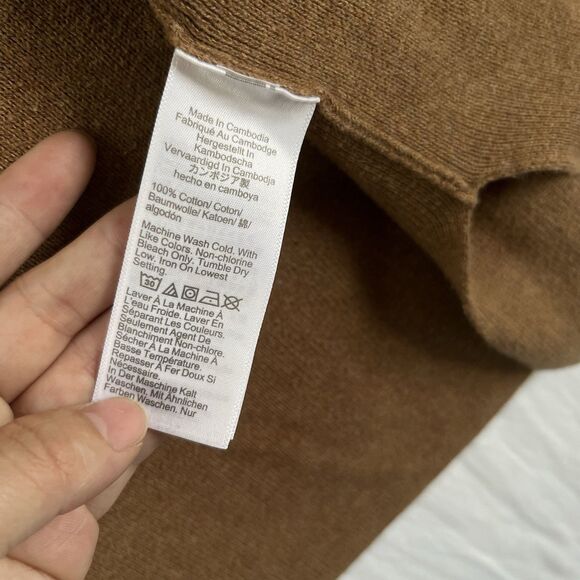 Made In Cambodia
Fabriqué Au Cambodge
Hergestellt In
Kambodscha
Vervaardigd In Cambodja
カンボジア製
hecho en camboya
100% Cotton/ Coton/
Baumwolle/ Katoen/ 綿/
algodón
Machine Wash Cold. With
Like Colors. Non-chlorine
Bleach Only. Tumble Dry
Low. Iron On Lowest
Setting.
30
Laver À La Machine À
L'eau Froide. Laver En
Séparant Les Couleurs.
Seulement Agent De
Blanchiment Non-chlore.
Sécher À La Machine À
Basse Température.
Repasser À Fer Doux Si
Nécessaire.
In Der Maschine Kalt
Waschen. Mit Ähnlichen
Farben Waschen. Nur